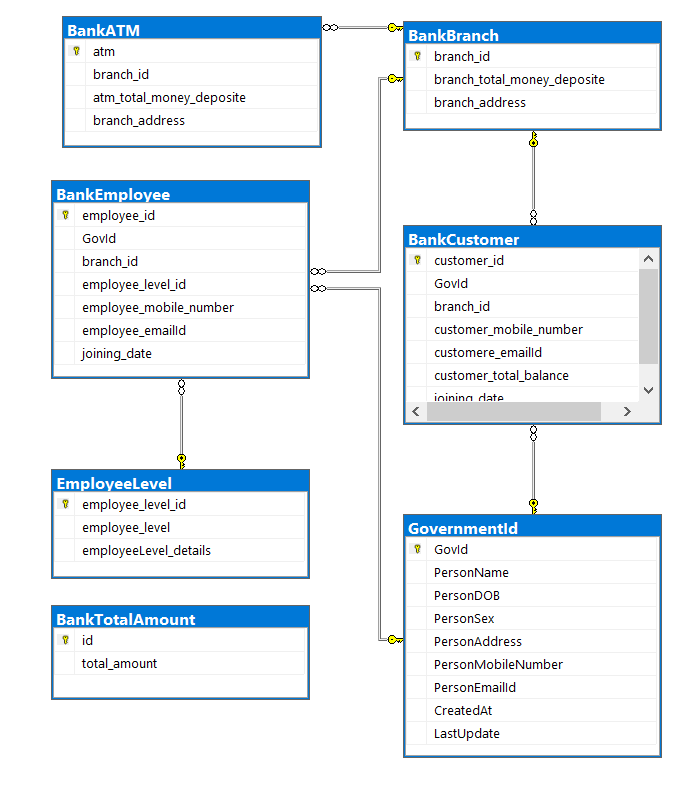 BankATM
atm
branch_id
atm_total_money_deposite
branch_address
BankBranch
branch_id
branch_total_money_deposite
branch_address
BankEmployee
employee_id
GovId
branch_id
employee_level_id
employee_mobile_number
employee_emailId
joining_date
BankCustomer
customer_id
GovId
branch_id
customer_mobile_number
customere_emailId
customer_total_balance
joining_date
EmployeeLevel
employee_level_id
employee_level
employeeLevel_details
BankTotalAmount
id
total_amount
GovernmentId
GovId
PersonName
PersonDOB
PersonSex
PersonAddress
PersonMobileNumber
PersonEmailId
CreatedAt
LastUpdate